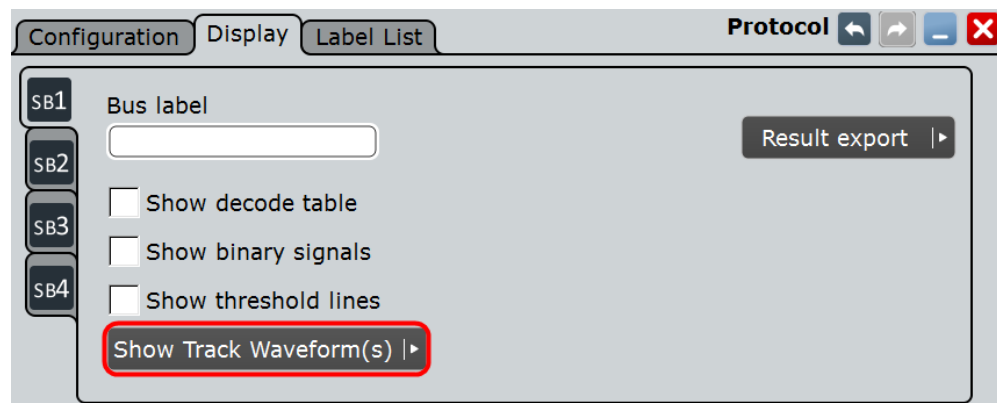 Configuration Display Label List Protocol
SB1
SB2
SB3
SB4
Bus label
Result export
Show decode table
Show binary signals
Show threshold lines
Show Track Waveform(s)